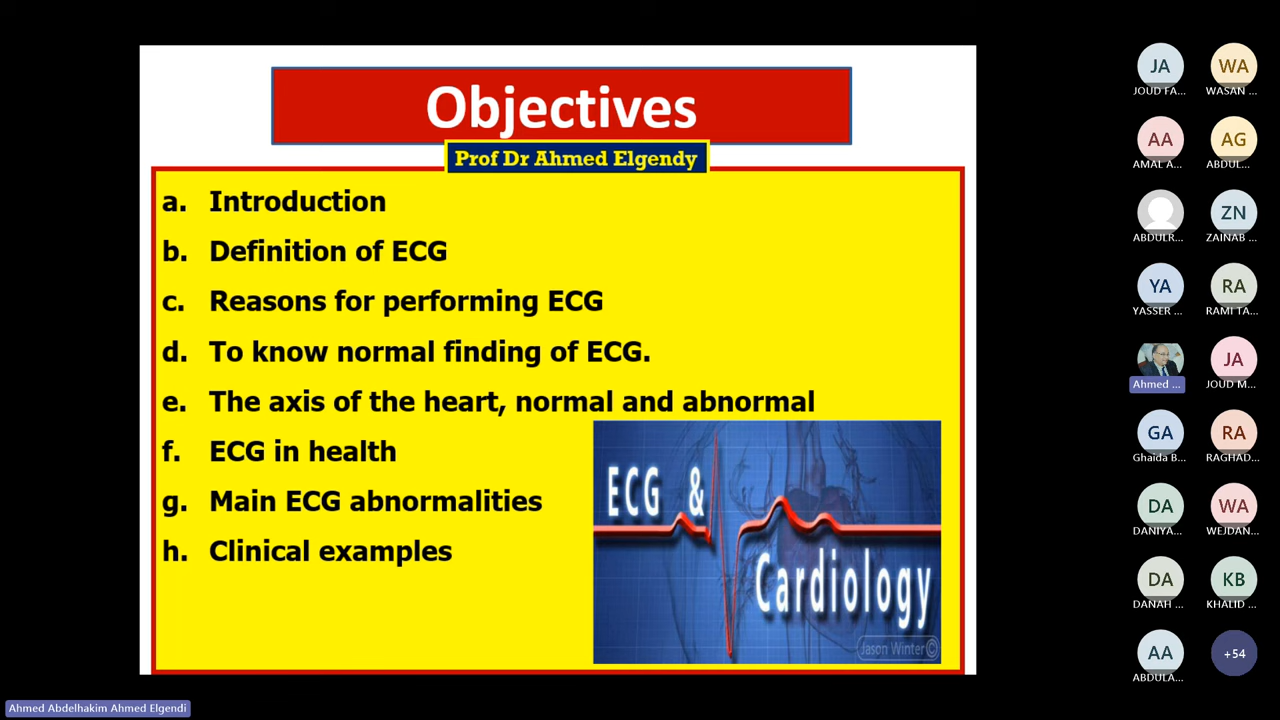 Objectives
Prof Dr Ahmed Elgendy
a. Introduction
b. Definition of ECG
c. Reasons for performing ECG
d. To know normal finding of ECG.
e. The axis of the heart, normal and abnormal
f. ECG in health
g. Main ECG abnormalities
h. Clinical examples
ECG &
Cardiology
Jason Winter©
JA
JOUD FA...
WA
WASAN ...
AA
AMAL A...
AG
ABDUL...
ABDULR...
ZN
ZAINAB ...
YA
YASSER ...
RA
RAMI TA...
Ahmed ...
JA
JOUD M...
GA
Ghaida B...
RA
RAGHAD...
DA
DANIYA...
WA
WEJDAN...
DA
DANAH ...
KB
KHALID ...
AA
ABDULA...
+54
Ahmed Abdelhakim Ahmed Elgendi